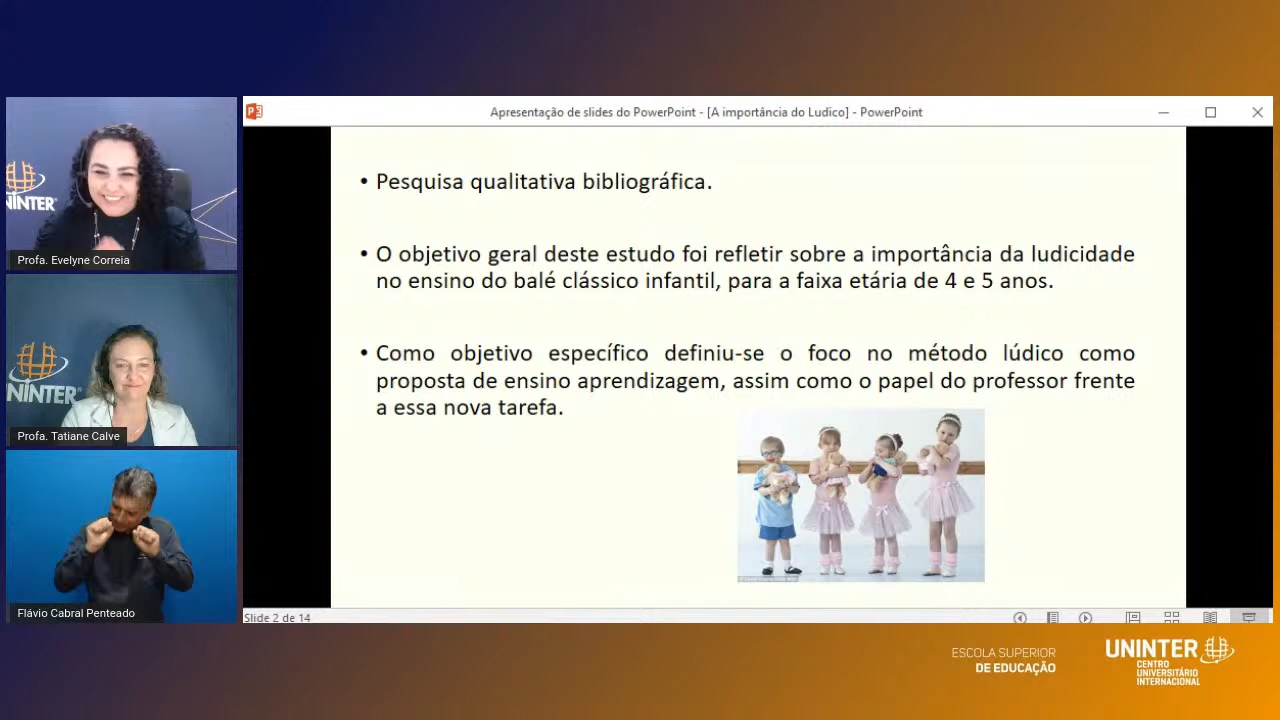 UNINTER
Profa. Evelyne Correia
UNINTER
Profa. Tatiane Calve
Flávio Cabral Penteado
Apresentação de slides do PowerPoint - [A importância do Ludico] - PowerPoint
• Pesquisa qualitativa bibliográfica.
• O objetivo geral deste estudo foi refletir sobre a importância da ludicidade
no ensino do balé clássico infantil, para a faixa etária de 4 e 5 anos.
• Como objetivo específico definiu-se o foco no método lúdico como
proposta de ensino aprendizagem, assim como o papel do professor frente
a essa nova tarefa.
Slide 2 de 14
ESCOLA SUPERIOR
DE EDUCAÇÃO
UNINTER
CENTRO
UNIVERSITÁRIO
INTERNACIONAL